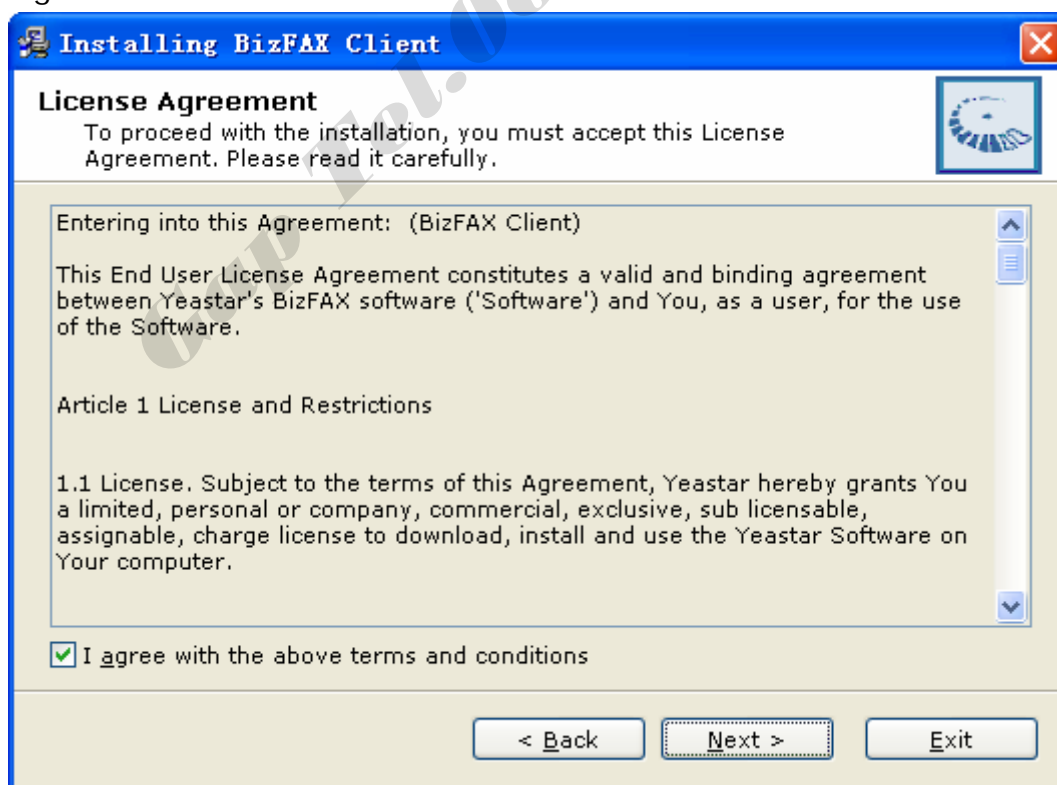 Installing BizFAX Client
License Agreement
To proceed with the installation, you must accept this License
Agreement. Please read it carefully.
Entering into this Agreement: (BizFAX Client)
This End User License Agreement constitutes a valid and binding agreement
between Yeastar's BizFAX software ('Software') and You, as a user, for the use
of the Software.
Article 1 License and Restrictions
1.1 License. Subject to the terms of this Agreement, Yeastar hereby grants You
a limited, personal or company, commercial, exclusive, sub licensable,
assignable, charge license to download, install and use the Yeastar Software on
Your computer.
I agree with the above terms and conditions
< Back
Next >
Exit
Gap Tel.